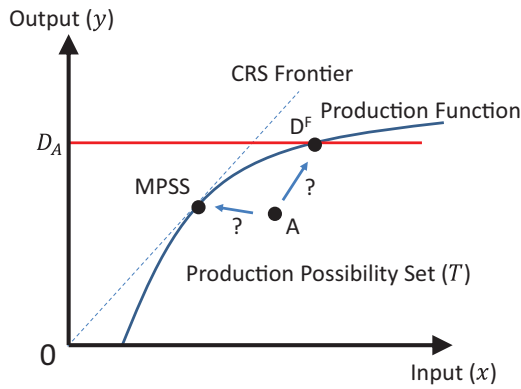 Output (y)
CRS Frontier
Production Function
D^F
D_A
MPSS
?
?
A
Production Possibility Set (T)
0
Input (x)